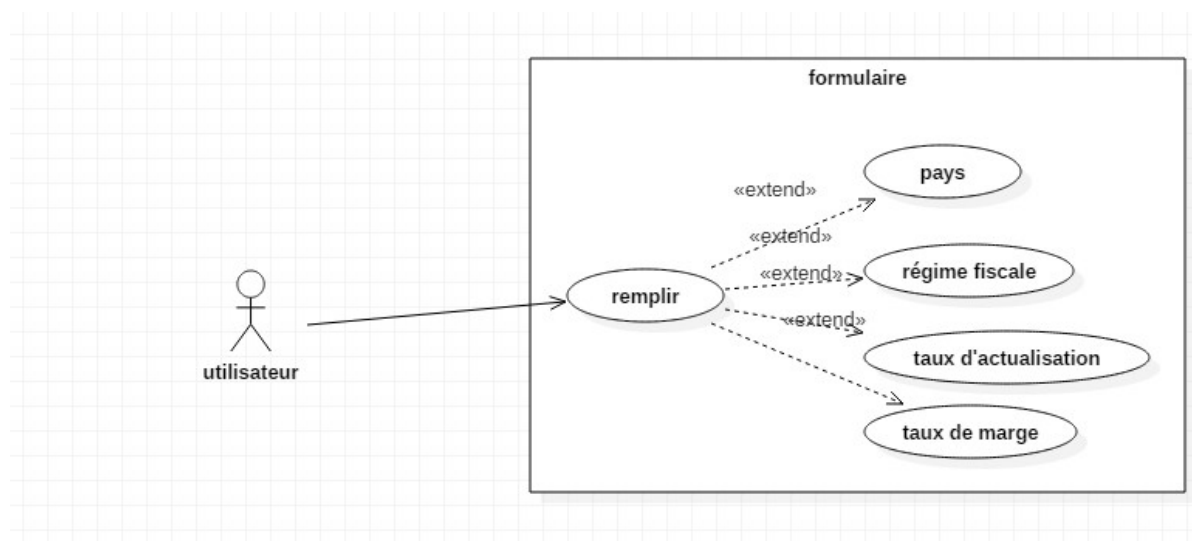 formulaire
pays
«extend»
«extend»
régime fiscale
«extend»
remplir
«extend»
taux d'actualisation
utilisateur
taux de marge